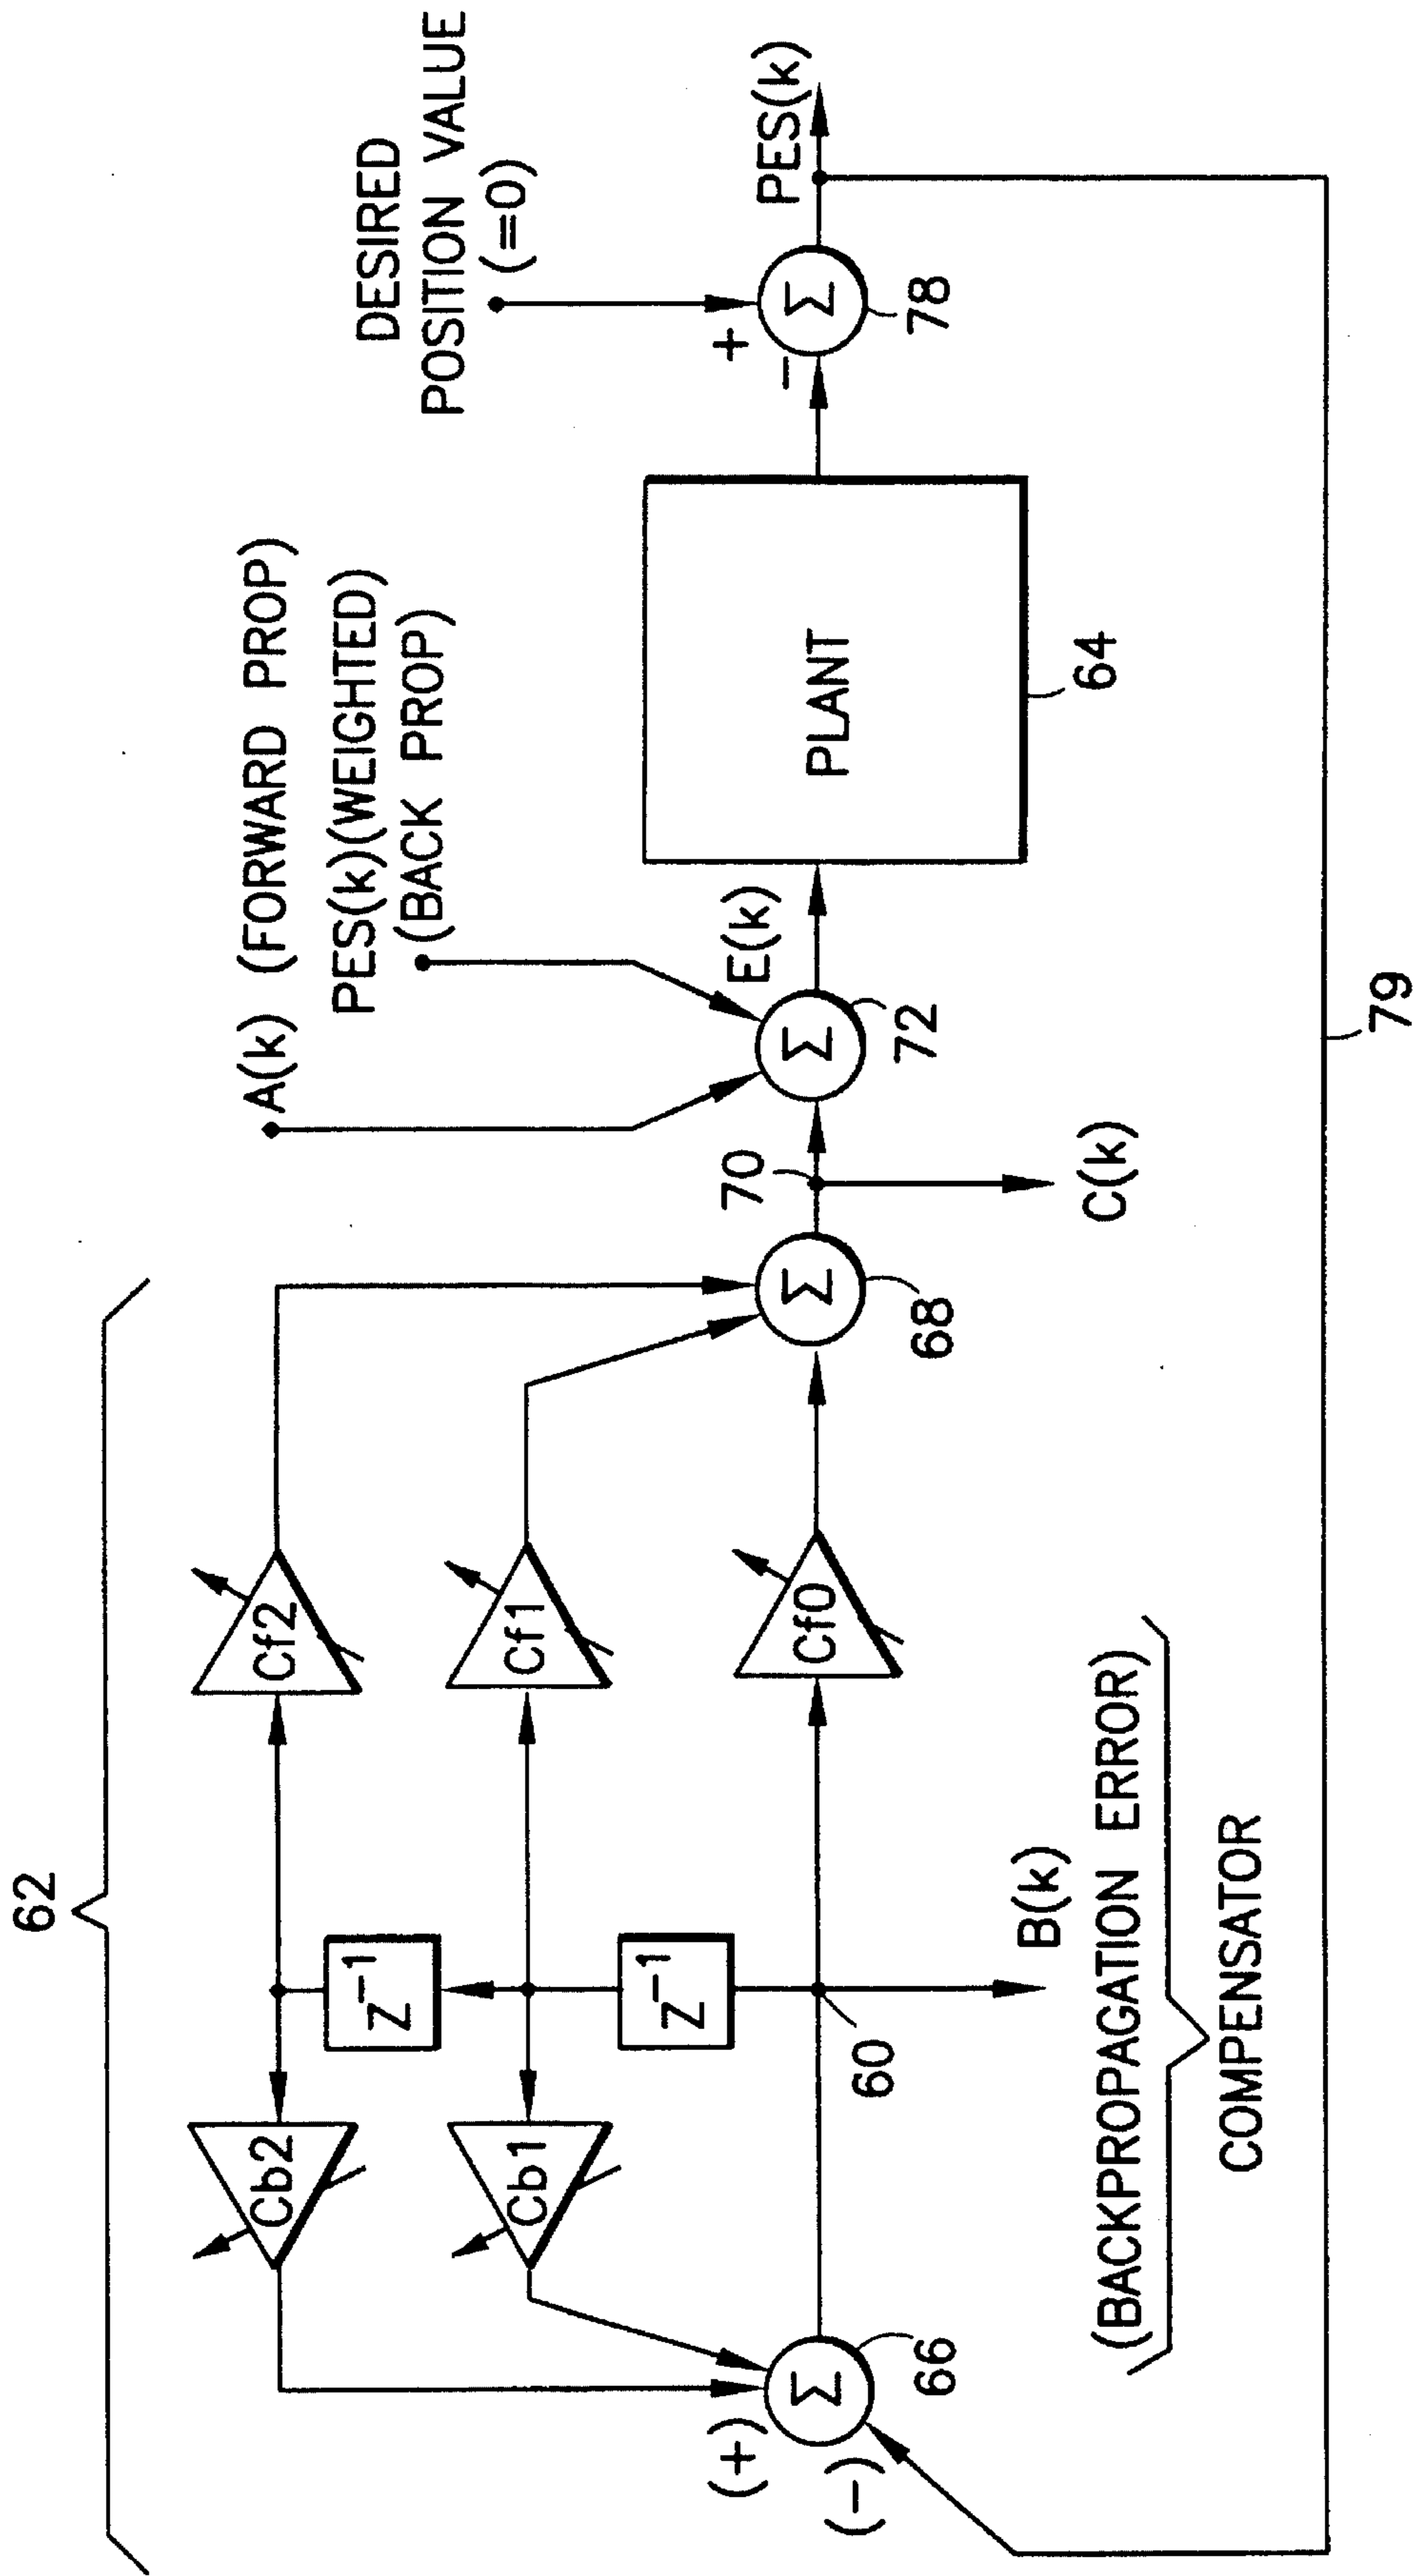 62
Cb2
Z⁻¹
Cf2
Cb1
Z⁻¹
Cf1
Cf0
(+)
(-)
Σ
66
60
B(k)
(BACKPROPAGATION ERROR)
COMPENSATOR
Σ
68
70
C(k)
A(k) (FORWARD PROP)
PES(k)(WEIGHTED)
(BACK PROP)
Σ
72
E(k)
PLANT
64
DESIRED
POSITION VALUE
(=0)
+
-
Σ
78
PES(k)
79